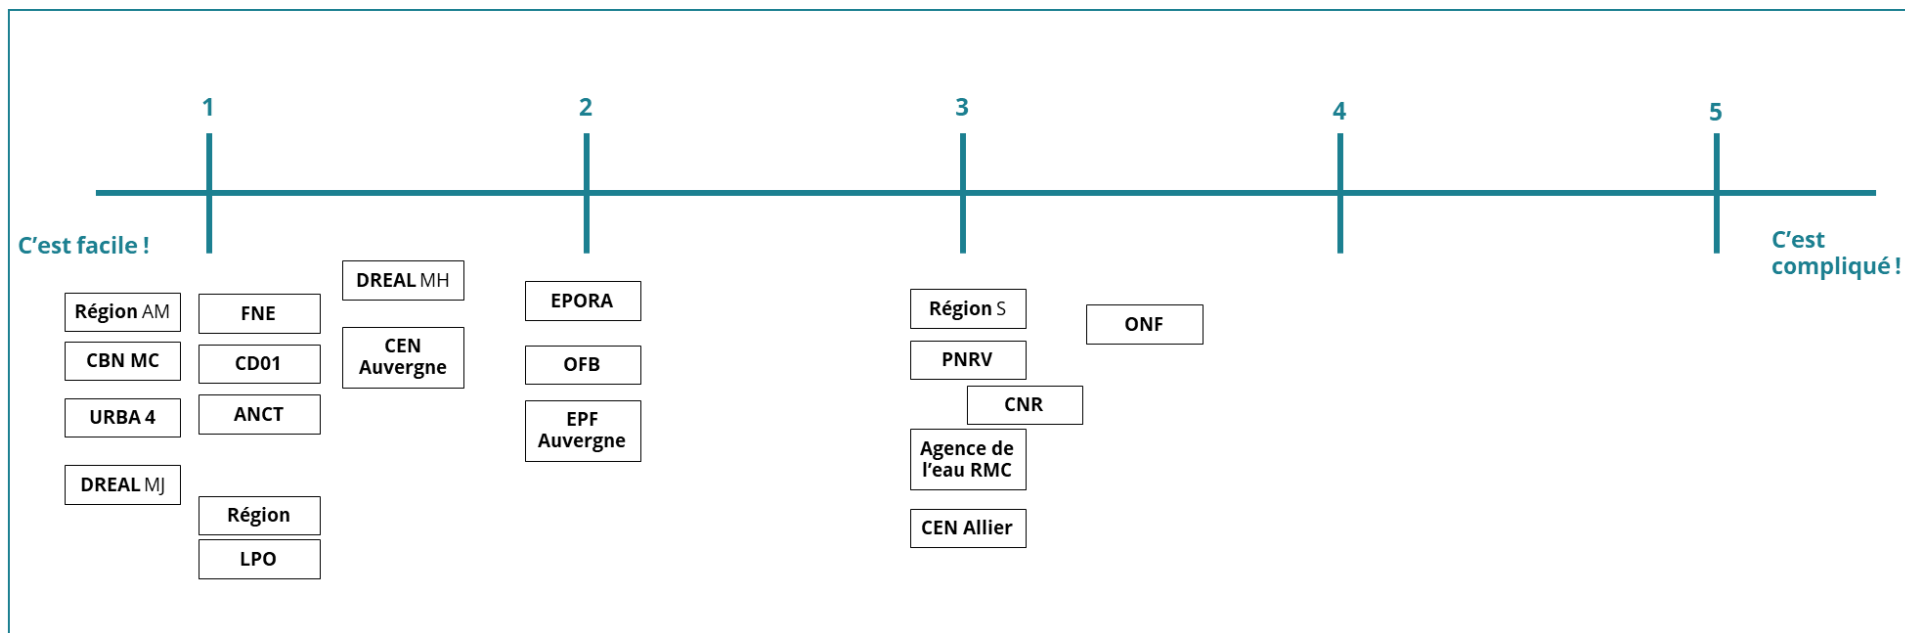 1
2
3
4
5
C’est facile !
C’est
compliqué !
DREAL MH
Région AM
FNE
EPORA
Région S
ONF
CBN MC
CD01
CEN
Auvergne
OFB
PNRV
URBA 4
ANCT
EPF
Auvergne
CNR
Agence de
l’eau RMC
DREAL MJ
Région
CEN Allier
LPO